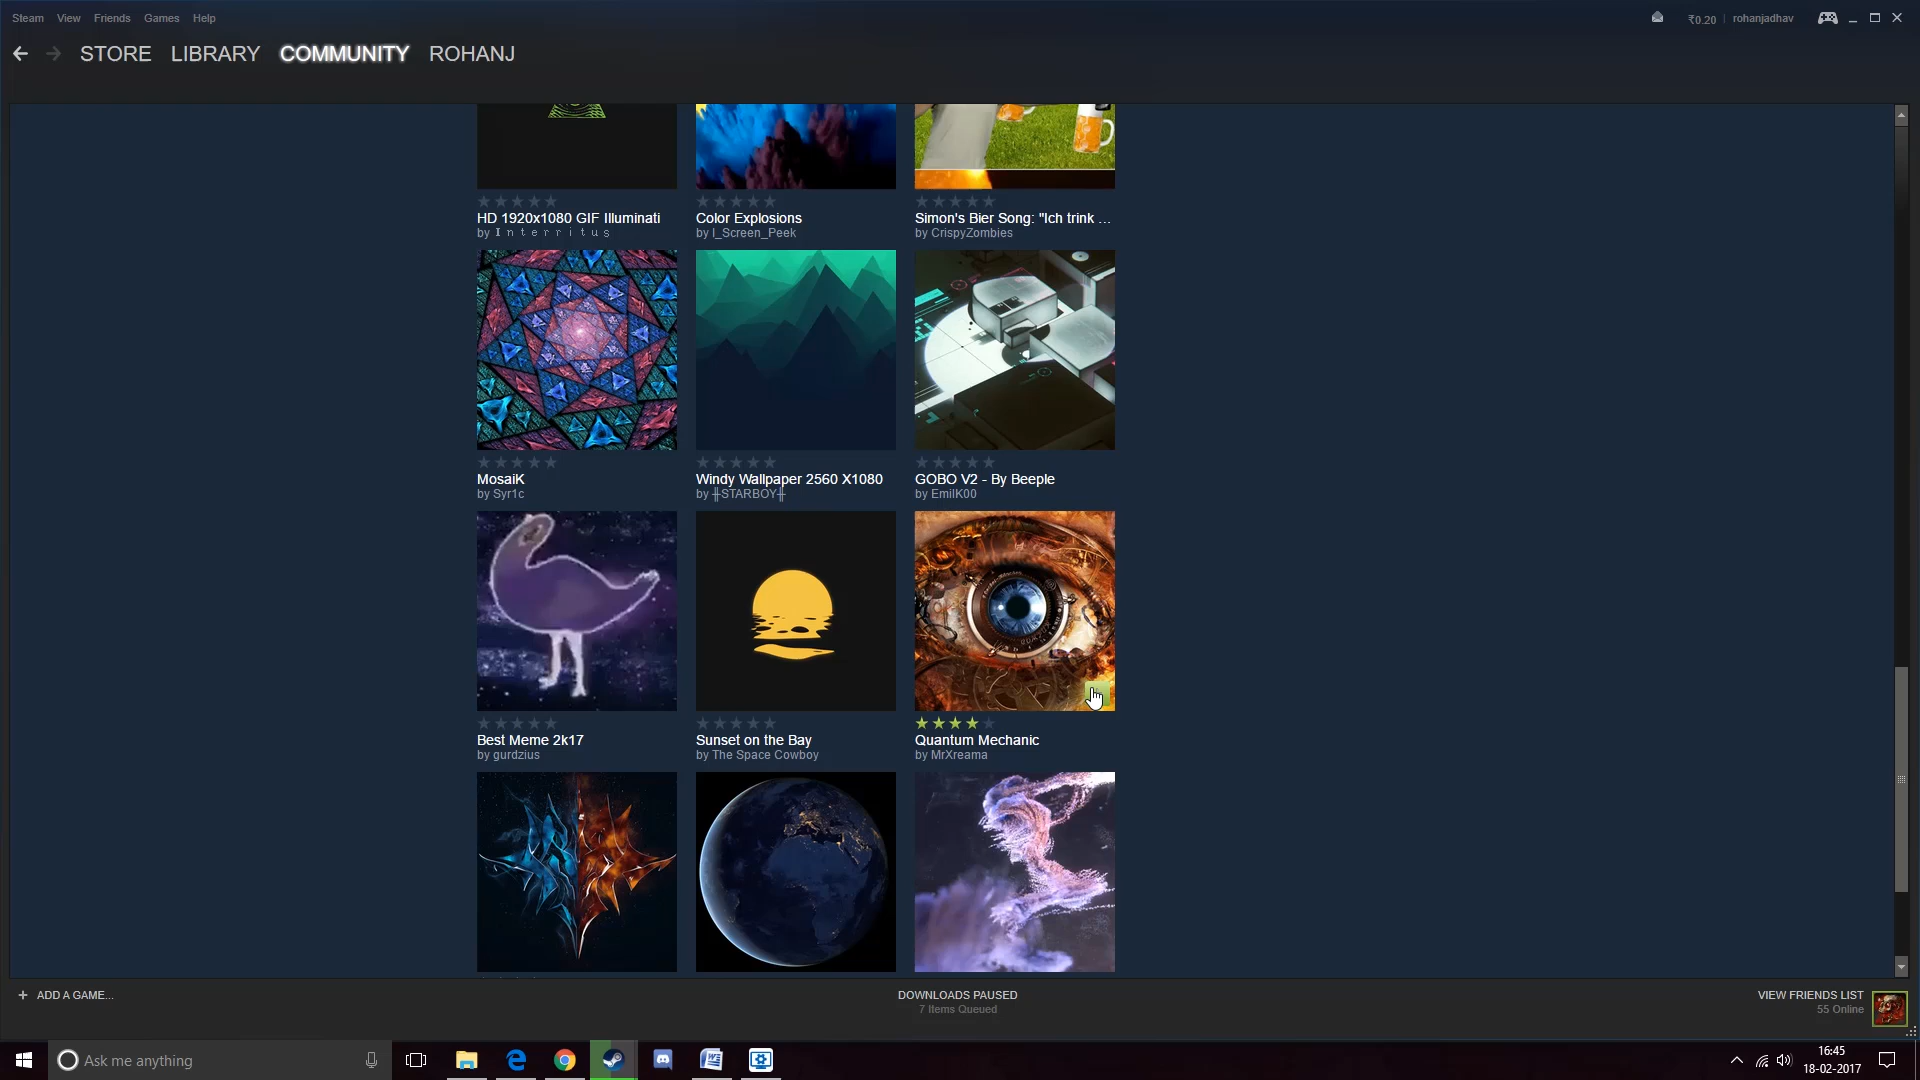 Steam View Friends Games Help
₹0.20 rohanjadhav
STORE LIBRARY COMMUNITY ROHANJ
HD 1920x1080 GIF Illuminati
by I n t e r r i t u s
Color Explosions
by I_Screen_Peek
Simon's Bier Song: "Ich trink ...
by CrispyZombies
MosaiK
by Syr1c
Windy Wallpaper 2560 X1080
by ╫STARBOY╫
GOBO V2 - By Beeple
by EmilK00
Best Meme 2k17
by gurdzius
Sunset on the Bay
by The Space Cowboy
Quantum Mechanic
by MrXreama
+ ADD A GAME...
DOWNLOADS PAUSED
7 Items Queued
VIEW FRIENDS LIST
55 Online
Ask me anything
16:45
18-02-2017